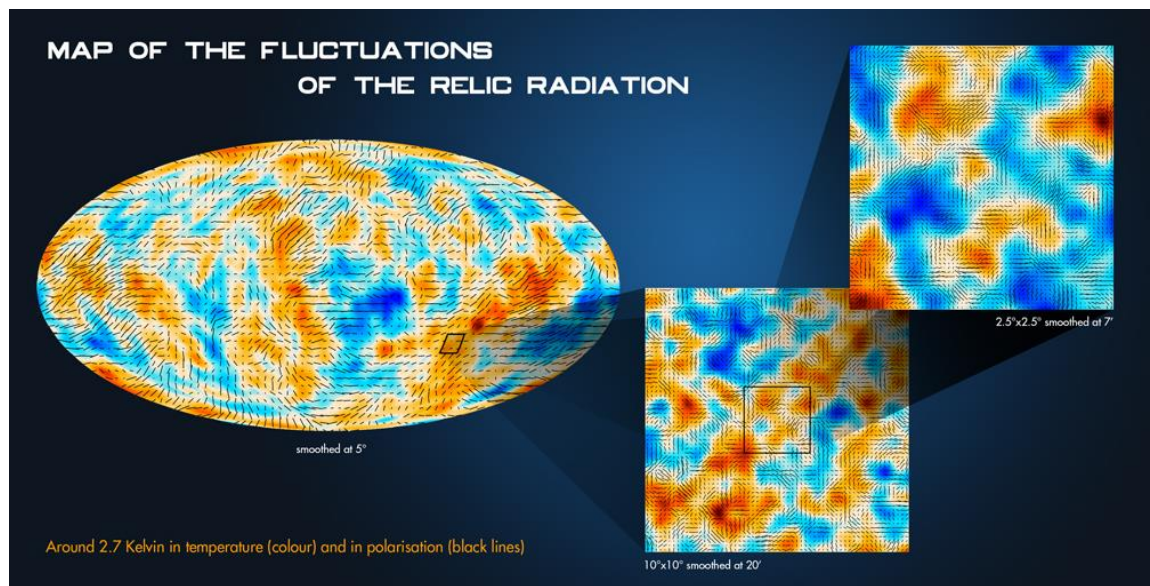 MAP OF THE FLUCTUATIONS
OF THE RELIC RADIATION
smoothed at 5°
2.5°x2.5° smoothed at 7'
10°x10° smoothed at 20'
Around 2.7 Kelvin in temperature (colour) and in polarisation (black lines)